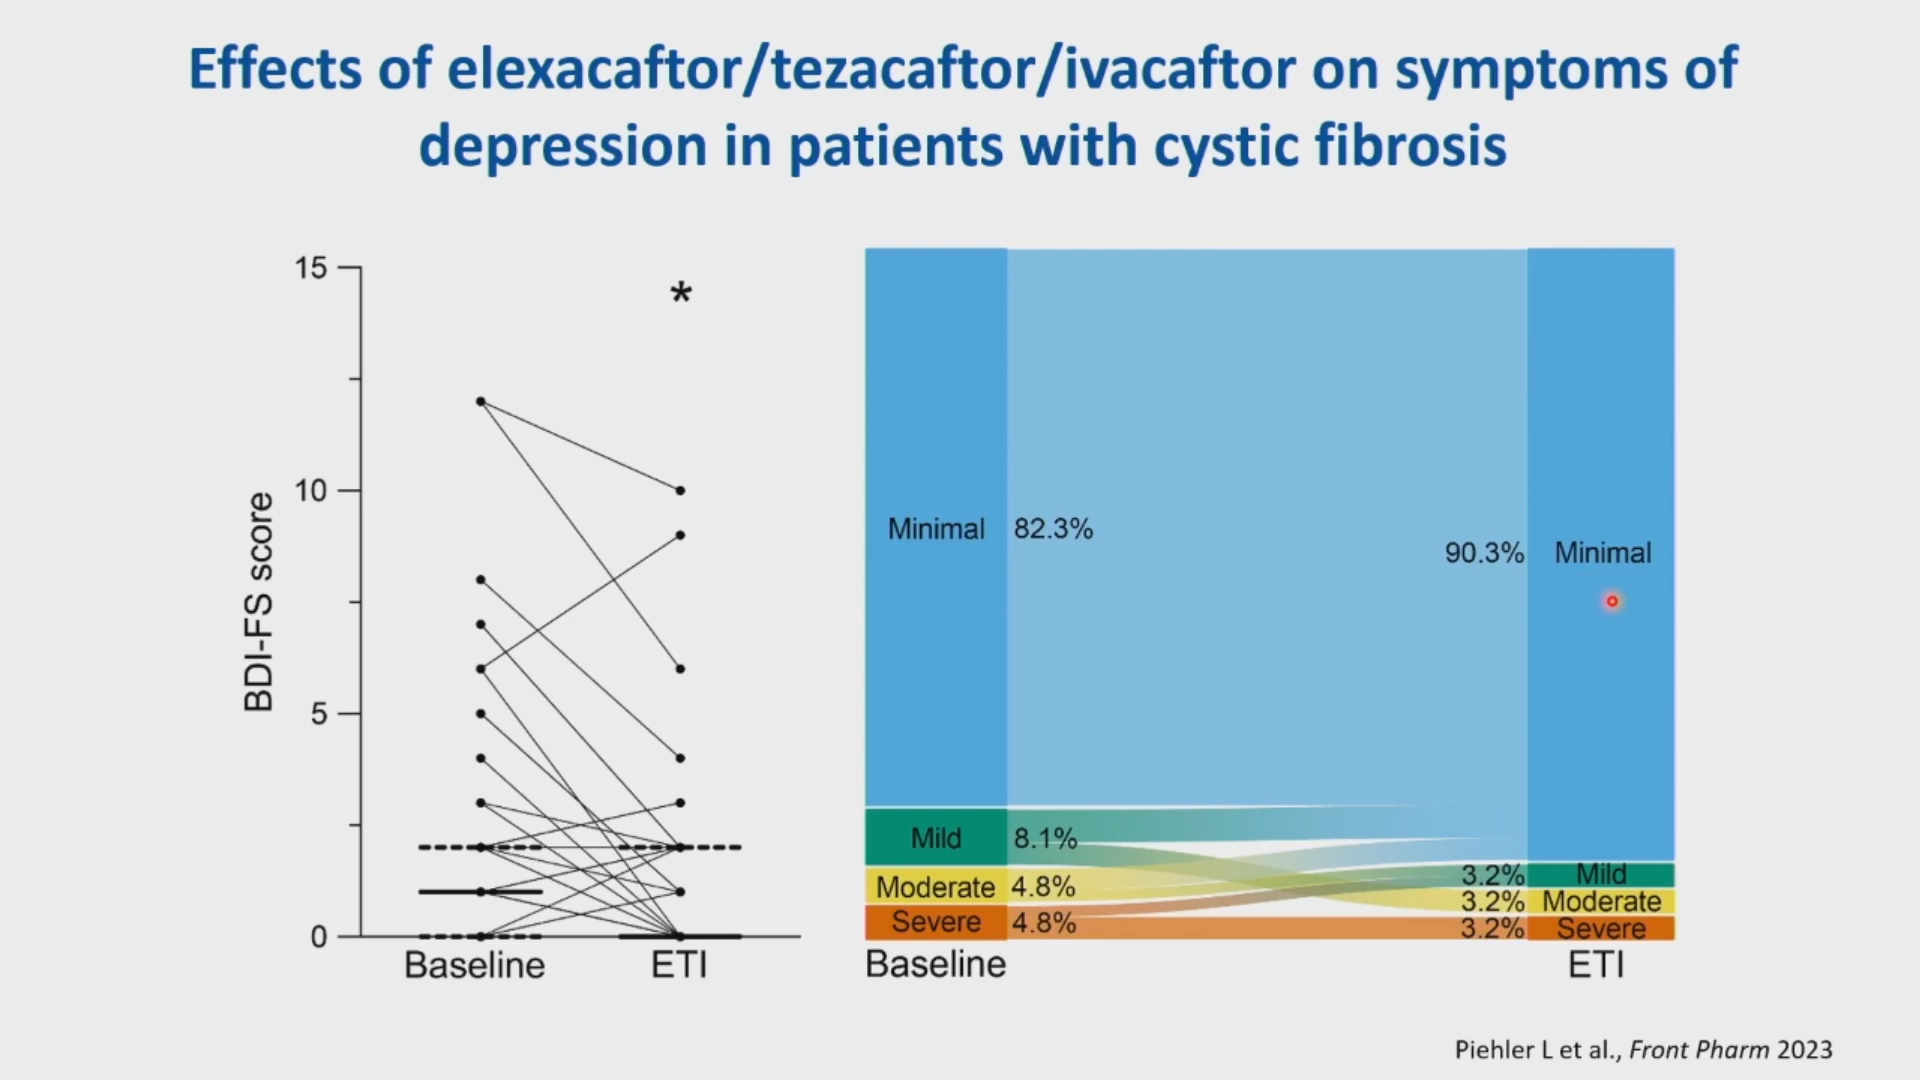 Effects of elexacaftor/tezacaftor/ivacaftor on symptoms of
depression in patients with cystic fibrosis
15
10
5
0
BDI-FS score
*
Baseline
ETI
Minimal 82.3%
Mild 8.1%
Moderate 4.8%
Severe 4.8%
Baseline
90.3% Minimal
3.2% Mild
3.2% Moderate
3.2% Severe
ETI
Piehler L et al., Front Pharm 2023